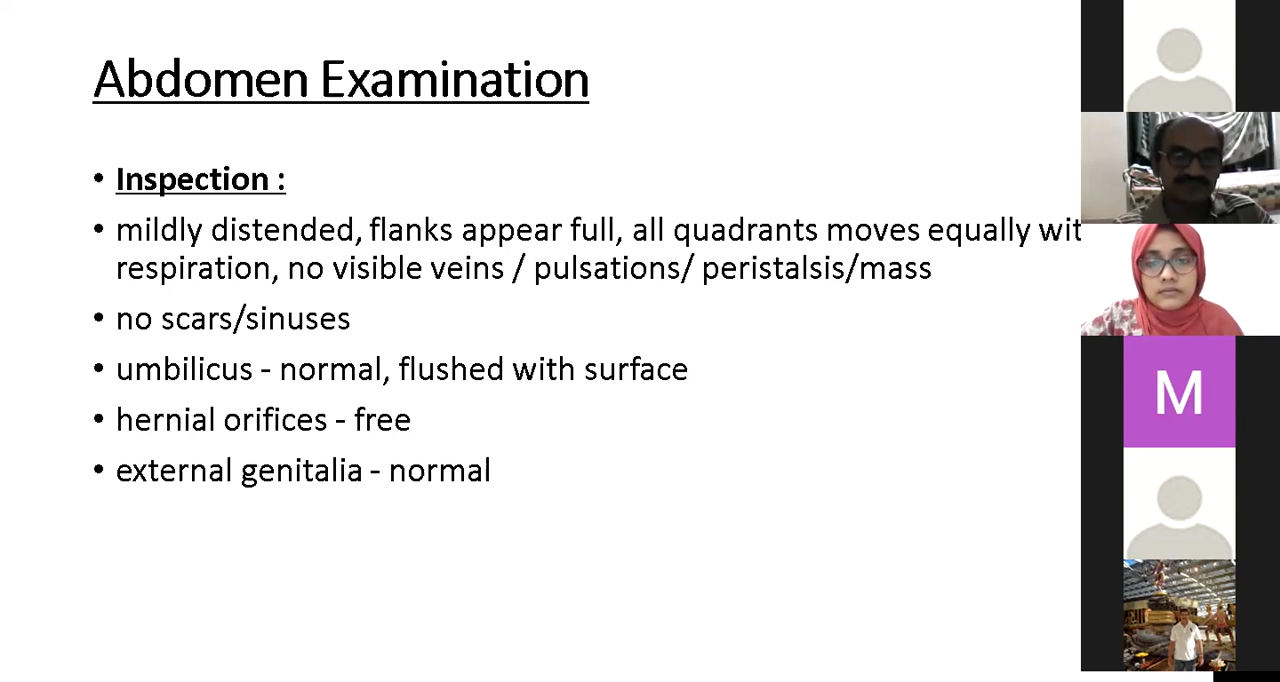 Abdomen Examination
• Inspection :
• mildly distended, flanks appear full, all quadrants moves equally wit
respiration, no visible veins / pulsations/ peristalsis/mass
• no scars/sinuses
• umbilicus - normal, flushed with surface
• hernial orifices - free
• external genitalia - normal
M